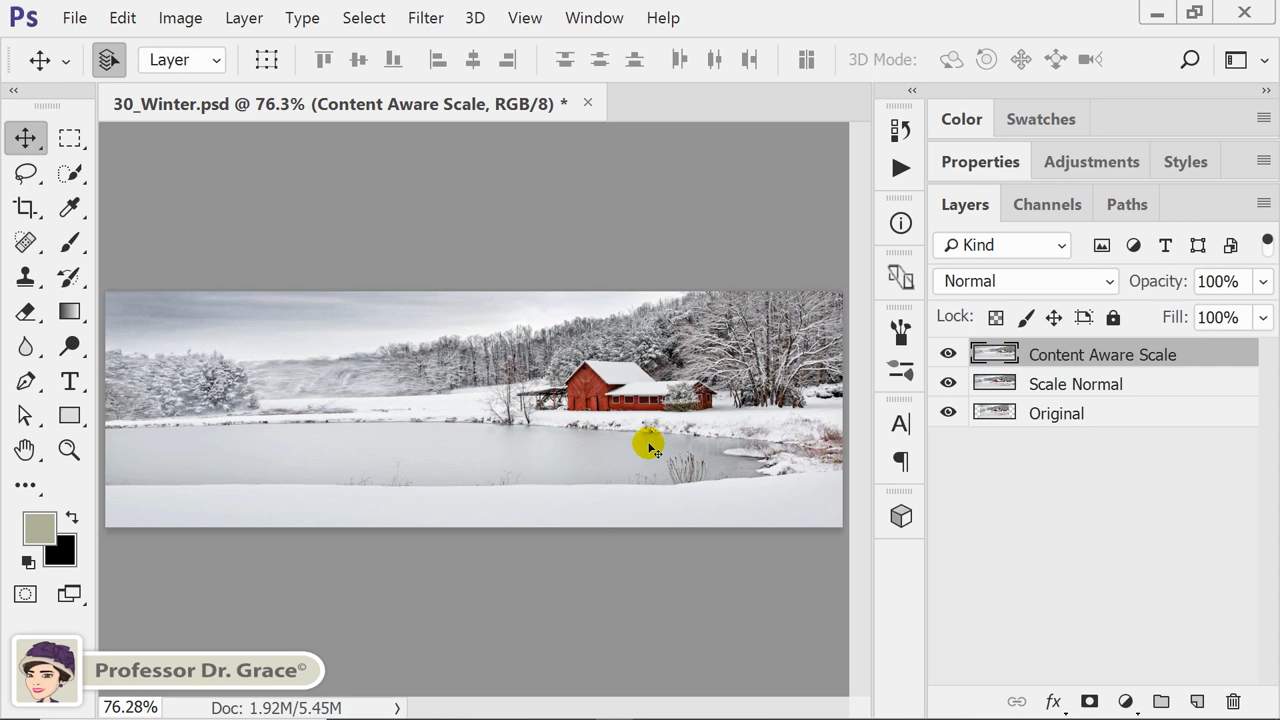 Ps File Edit Image Layer Type Select Filter 3D View Window Help
Layer 3D Mode:
30_Winter.psd @ 76.3% (Content Aware Scale, RGB/8) * ×
Color Swatches
Properties Adjustments Styles
Layers Channels Paths
Kind
Normal Opacity: 100%
Lock: Fill: 100%
Content Aware Scale
Scale Normal
Original
Professor Dr. Grace©
76.28% Doc: 1.92M/5.45M
fx